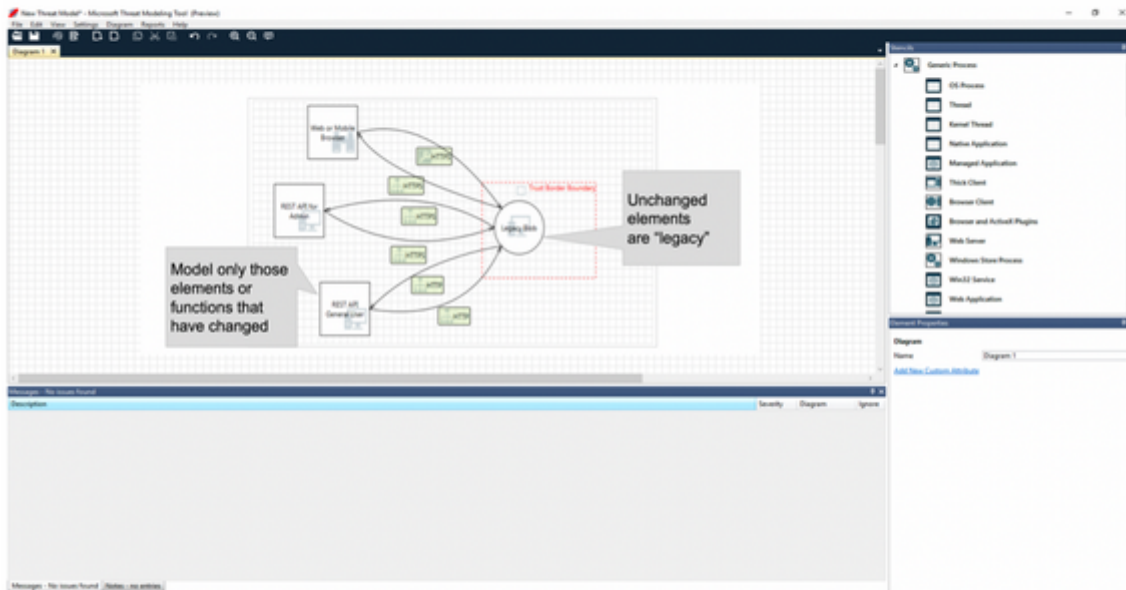 New Threat Model* - Microsoft Threat Modeling Tool (Preview)
File Edit View Settings Diagram Reports Help
Diagram 1
Stencils
Generic Process
OS Process
Thread
Kernel Thread
Native Application
Managed Application
Thick Client
Browser Client
Browser and ActiveX Plugins
Web Server
Windows Store Process
Win32 Service
Web Application
Web or Mobile
Browser
HTTPS
HTTPS
Trust Border Boundary
REST API for
Admin
HTTPS
Legacy Blob
Unchanged
elements
are “legacy”
HTTPS
Model only those
elements or
functions that
have changed
REST API
General User
HTTP
HTTP
Element Properties
Diagram
Name Diagram 1
Add New Custom Attribute
Messages - No issues found
Description Severity Diagram Ignore
Messages - No issues found Notes - no entries